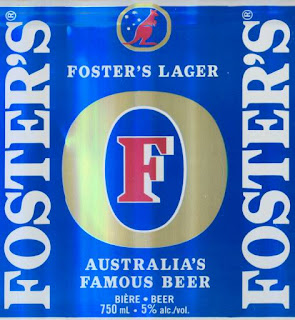 FOSTER'S®
FOSTER'S LAGER
F
AUSTRALIA'S
FAMOUS BEER
BIÈRE • BEER
750 mL • 5% alc./vol.
FOSTER'S®